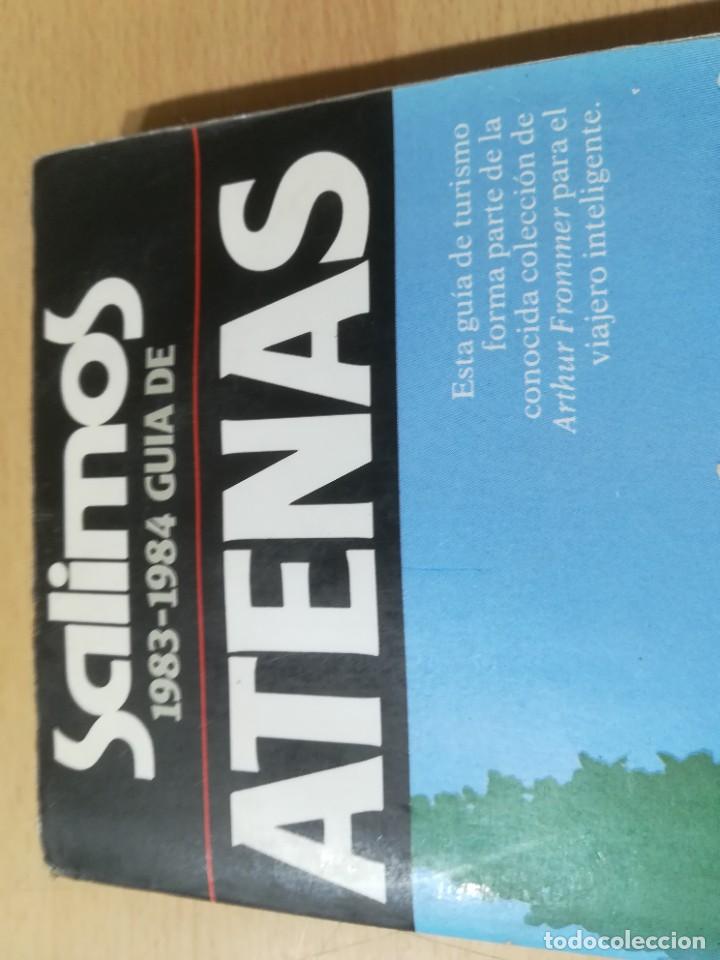 Salimos
1983-1984 GUIA DE
ATENAS
Esta guía de turismo
forma parte de la
conocida colección de
Arthur Frommer para el
viajero inteligente.
todocoleccion